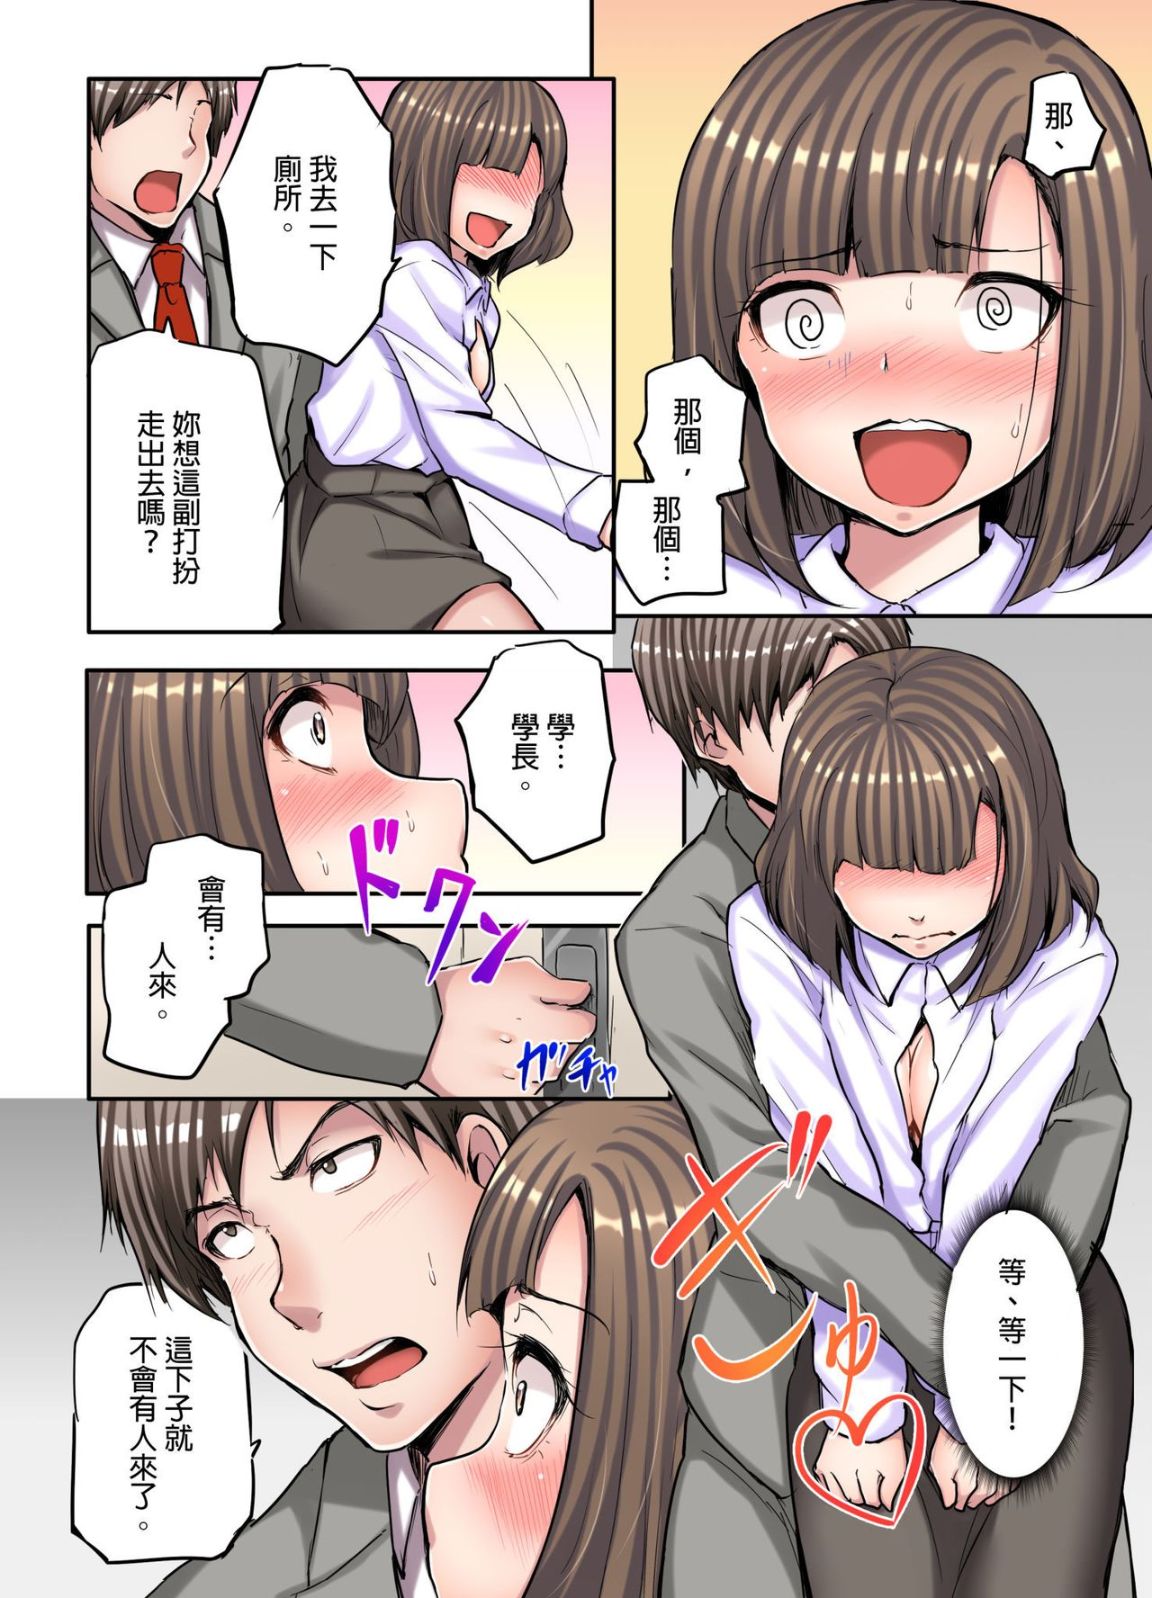 那、
那個，
那個…
我去一下
廁所。
妳想這副打扮
走出去嗎？
等、等一下！
ギュ
學…
學長。
ドクン
會有…
人來。
ガチャ
這下子就
不會有人來了。